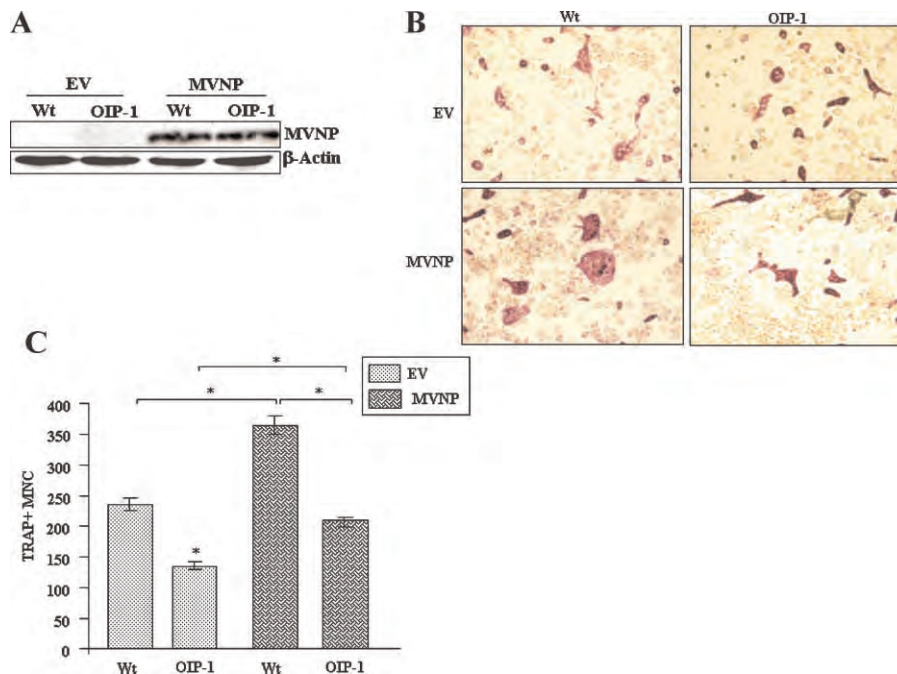 A
EV MVNP
Wt OIP-1 Wt OIP-1
MVNP
β-Actin
B
Wt OIP-1
EV
MVNP
C
*
* *
EV
MVNP
TRAP+ MNC
400
350
300
250
200
150
100
50
0
*
Wt OIP-1 Wt OIP-1